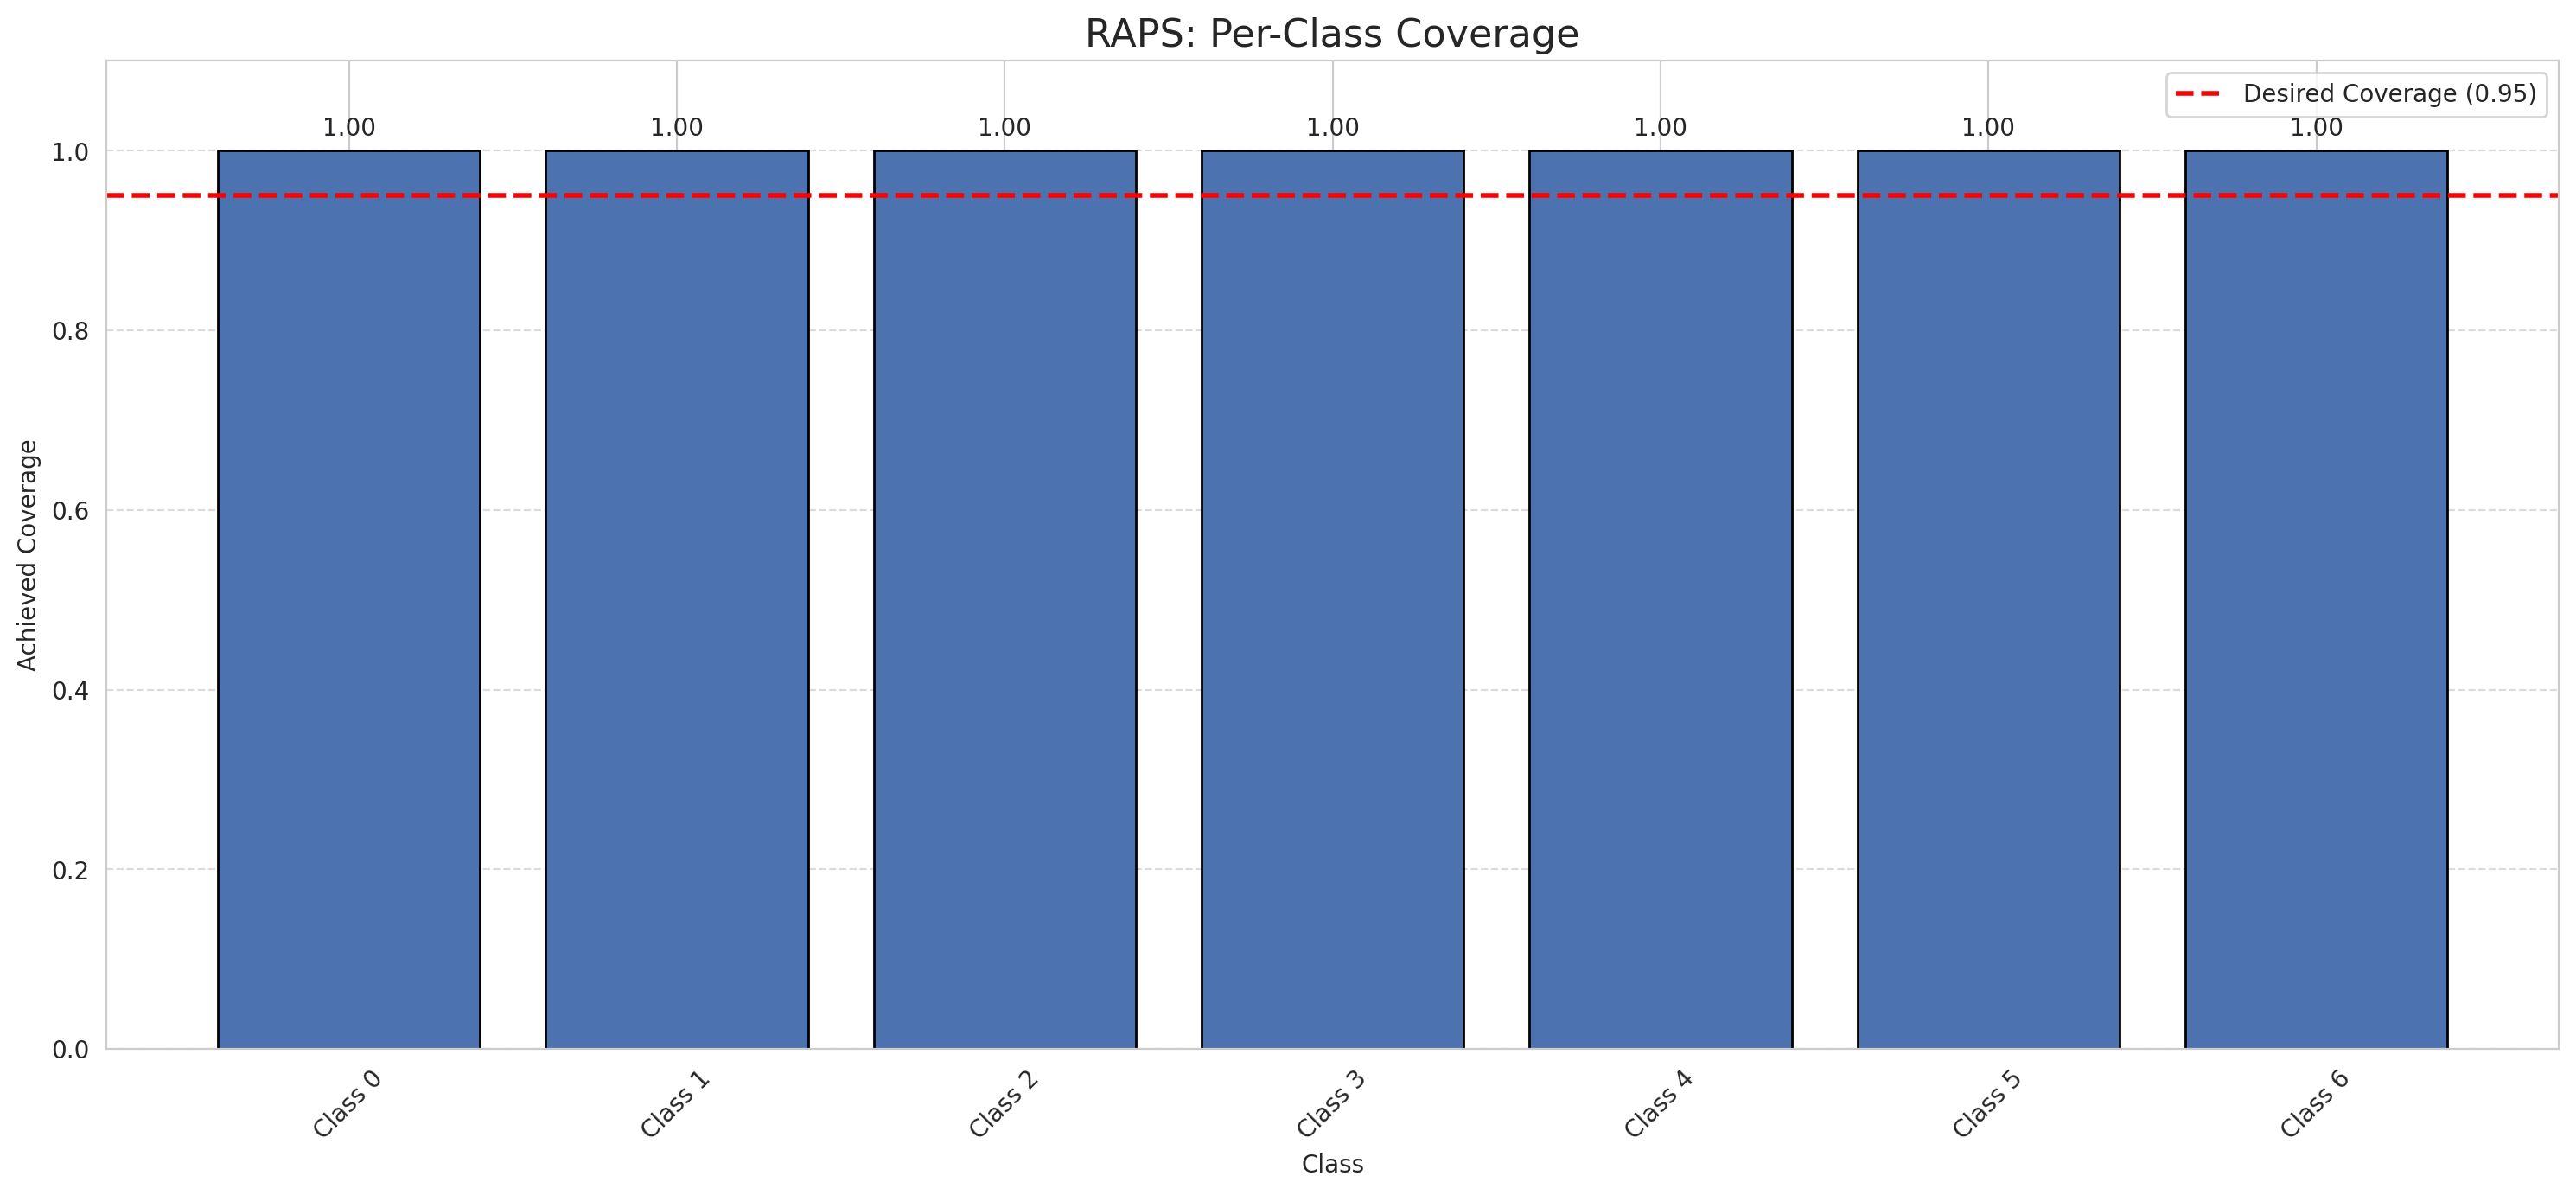 RAPS: Per-Class Coverage
Desired Coverage (0.95)
1.00 1.00 1.00 1.00 1.00 1.00 1.00
1.0
0.8
0.6
0.4
0.2
0.0
Achieved Coverage
Class 0 Class 1 Class 2 Class 3 Class 4 Class 5 Class 6
Class